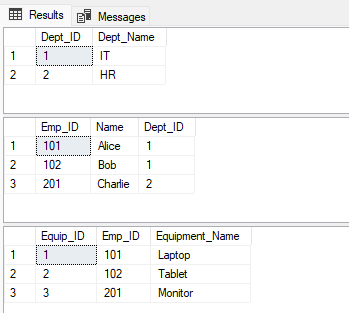 Results Messages
Dept_ID Dept_Name
1 1 IT
2 2 HR
Emp_ID Name Dept_ID
1 101 Alice 1
2 102 Bob 1
3 201 Charlie 2
Equip_ID Emp_ID Equipment_Name
1 1 101 Laptop
2 2 102 Tablet
3 3 201 Monitor